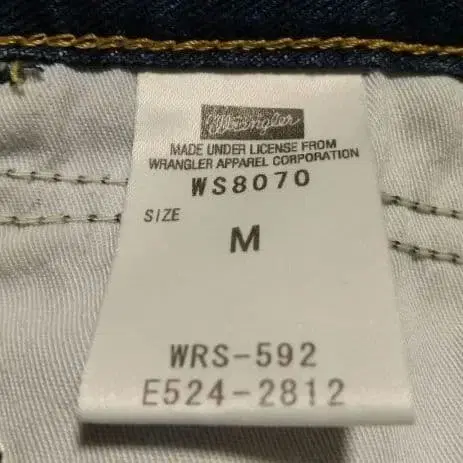 Wrangler
MADE UNDER LICENSE FROM
WRANGLER APPAREL CORPORATION
WS8070
SIZE
M
WRS-592
E524-2812